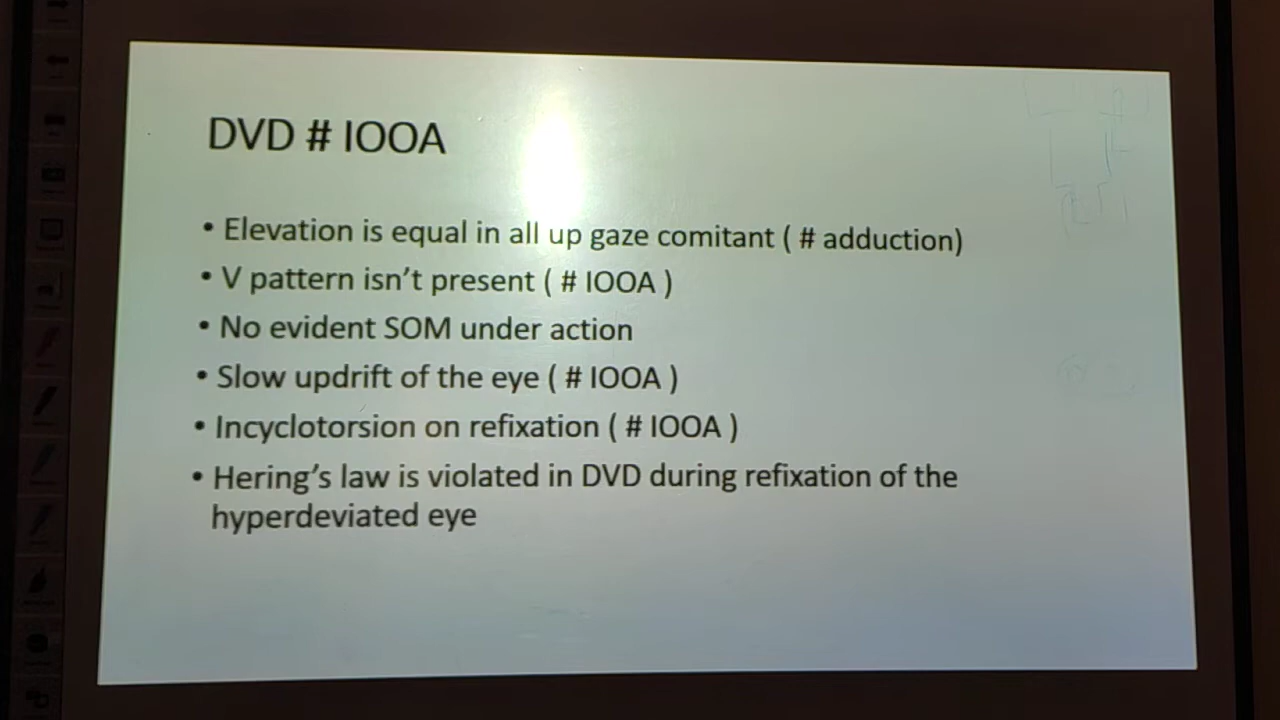 DVD # IOOA
• Elevation is equal in all up gaze comitant ( # adduction)
• V pattern isn't present ( # IOOA )
• No evident SOM under action
• Slow updrift of the eye ( # IOOA )
• Incyclotorsion on refixation ( # IOOA )
• Hering's law is violated in DVD during refixation of the
hyperdeviated eye